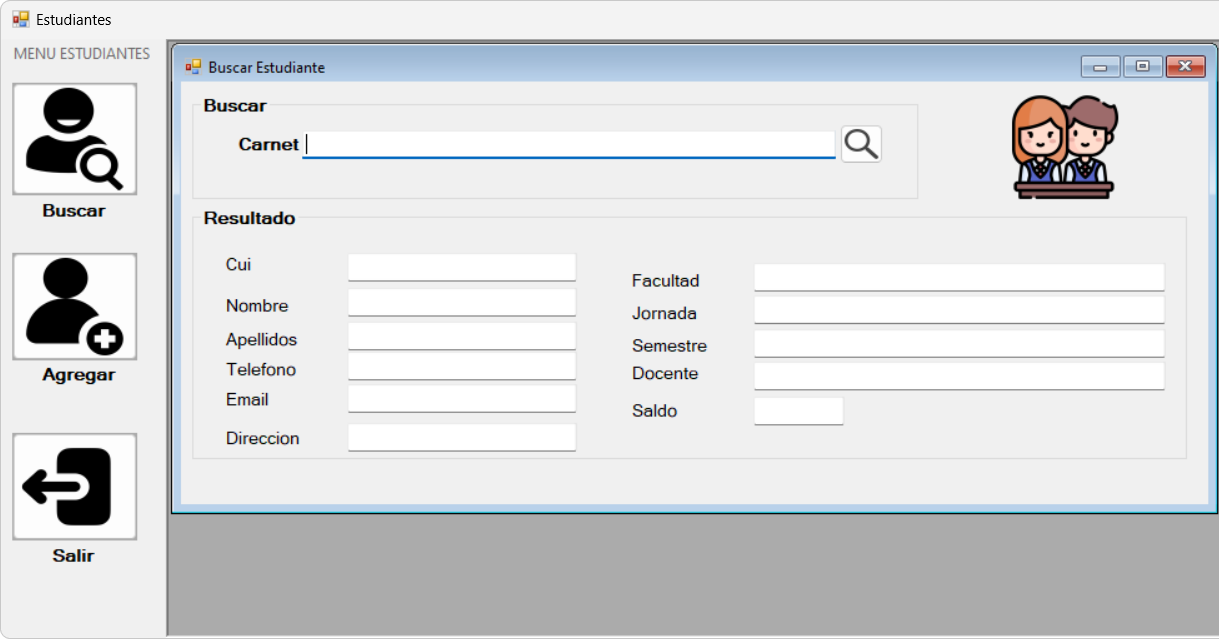 Estudiantes
MENU ESTUDIANTES
Buscar
Agregar
Salir
Buscar Estudiante
Buscar
Carnet
Resultado
Cui
Nombre
Apellidos
Telefono
Email
Direccion
Facultad
Jornada
Semestre
Docente
Saldo